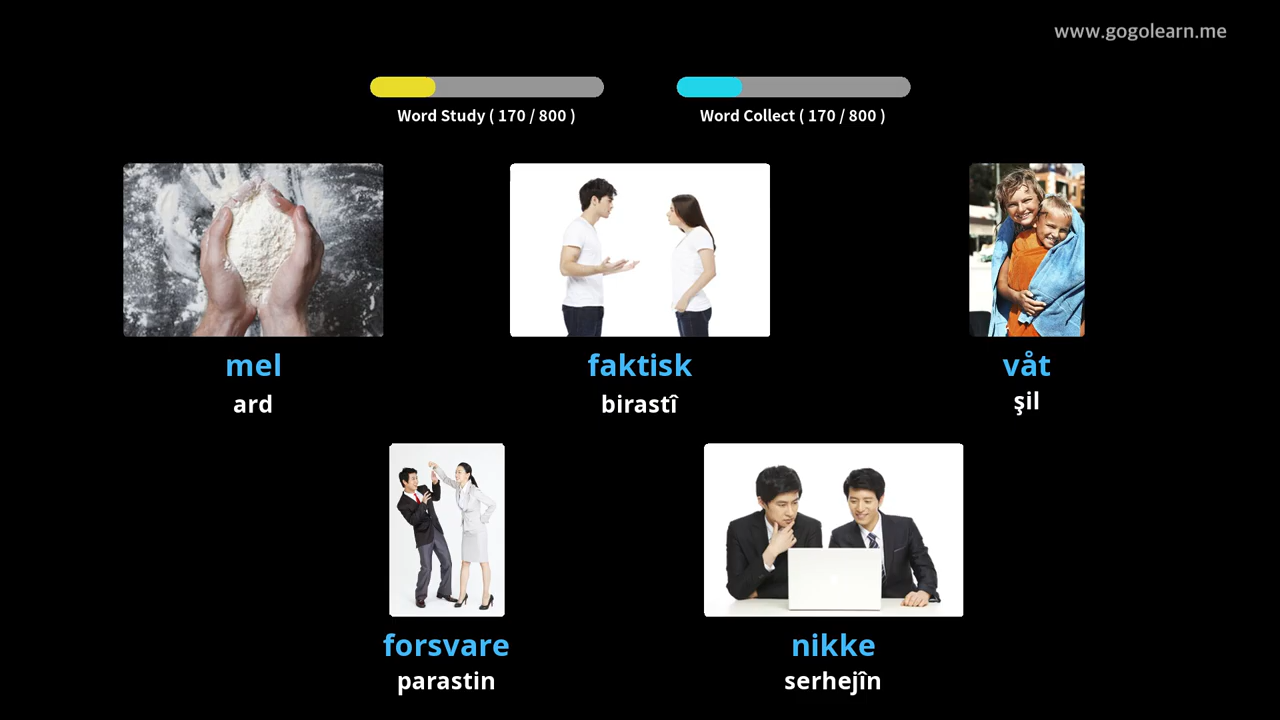 www.gogolearn.me
Word Study ( 170 / 800 )
Word Collect ( 170 / 800 )
mel
ard
faktisk
birastî
våt
şil
forsvare
parastin
nikke
serhejîn